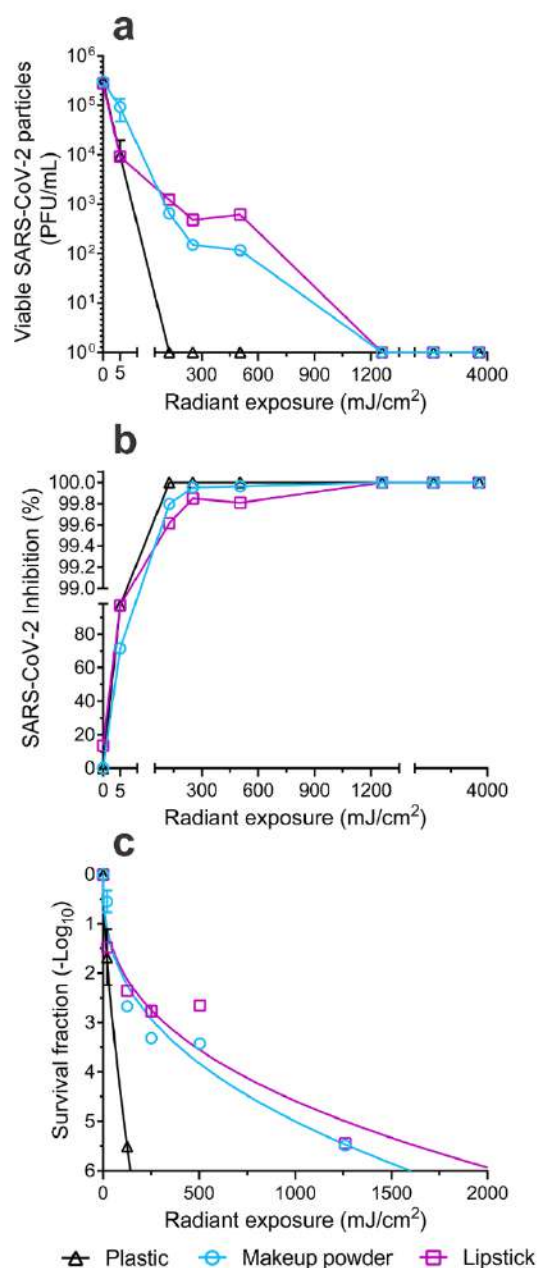 a
10⁶
10⁵
10⁴
10³
10²
10¹
10⁰
Viable SARS-CoV-2 particles
(PFU/mL)
0 5 300 600 900 1200 4000
Radiant exposure (mJ/cm²)
b
100.0
99.8
99.6
99.4
99.2
99.0
80
60
40
20
0
SARS-CoV-2 Inhibition (%)
0 5 300 600 900 1200 4000
Radiant exposure (mJ/cm²)
c
0
1
2
3
4
5
6
Survival fraction (-Log₁₀)
0 500 1000 1500 2000
Radiant exposure (mJ/cm²)
Plastic Makeup powder Lipstick